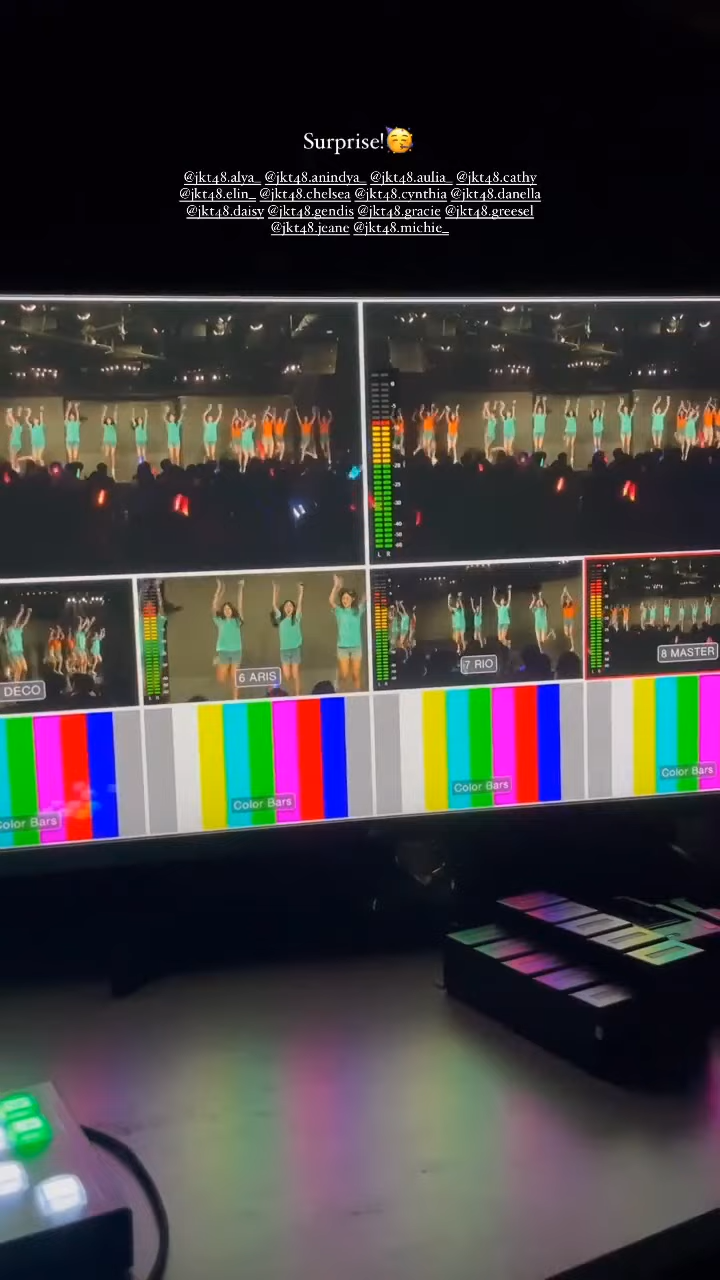 Surprise!🥳
@jkt48.alya_ @jkt48.anindya_ @jkt48.aulia_ @jkt48.cathy
@jkt48.elin_ @jkt48.chelsea @jkt48.cynthia @jkt48.danella
@jkt48.daisy @jkt48.gendis @jkt48.gracie @jkt48.greesel
@jkt48.jeane @jkt48.michie_
DECO
6 ARIS
7 RIO
8 MASTER
Color Bars
Color Bars
Color Bars
Color Bars
L R